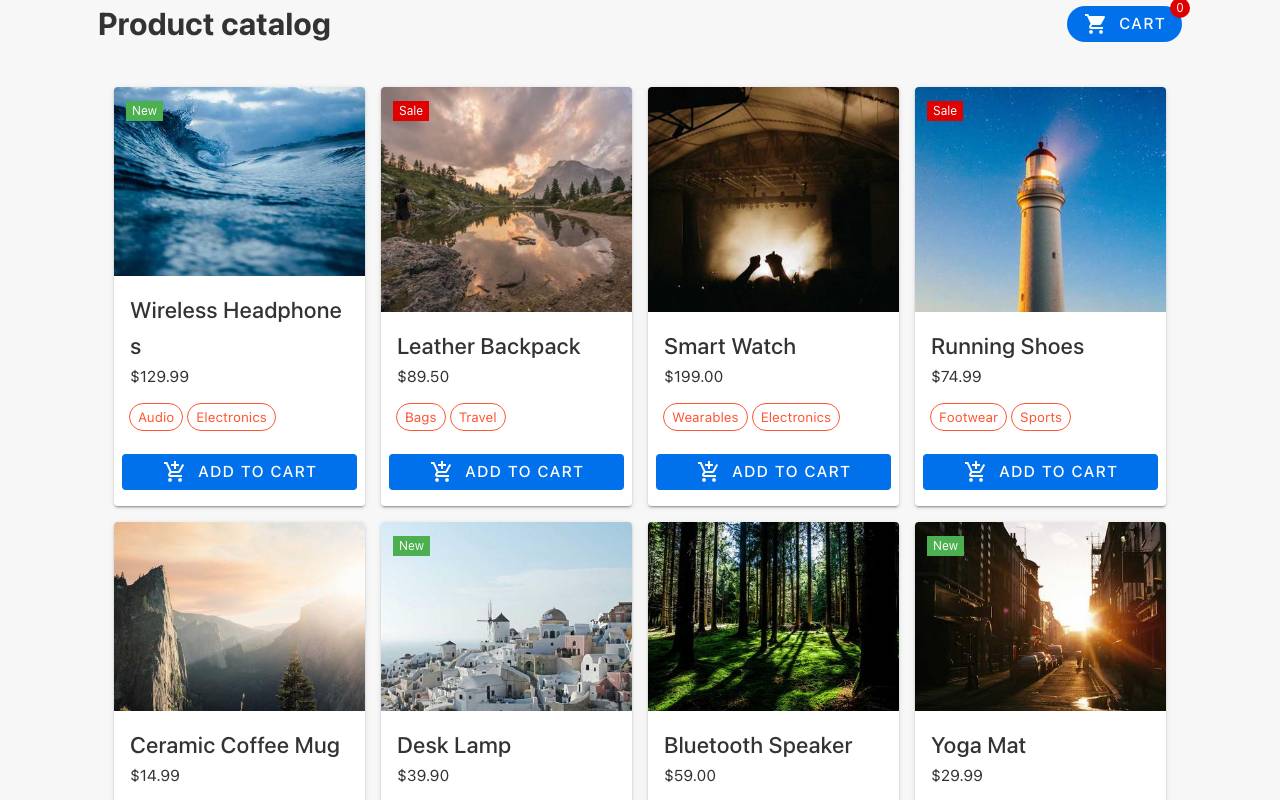 Product catalog
CART
0
New
Wireless Headphone
s
$129.99
Audio
Electronics
ADD TO CART
Sale
Leather Backpack
$89.50
Bags
Travel
ADD TO CART
Smart Watch
$199.00
Wearables
Electronics
ADD TO CART
Sale
Running Shoes
$74.99
Footwear
Sports
ADD TO CART
Ceramic Coffee Mug
$14.99
New
Desk Lamp
$39.90
Bluetooth Speaker
$59.00
New
Yoga Mat
$29.99